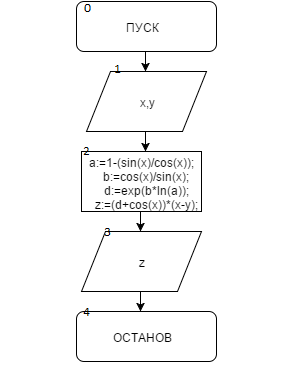 0
ПУСК
1
x,y
2
a:=1-(sin(x)/cos(x));
b:=cos(x)/sin(x);
d:=exp(b*ln(a));
z:=(d+cos(x))*(x-y);
3
z
4
ОСТАНОВ